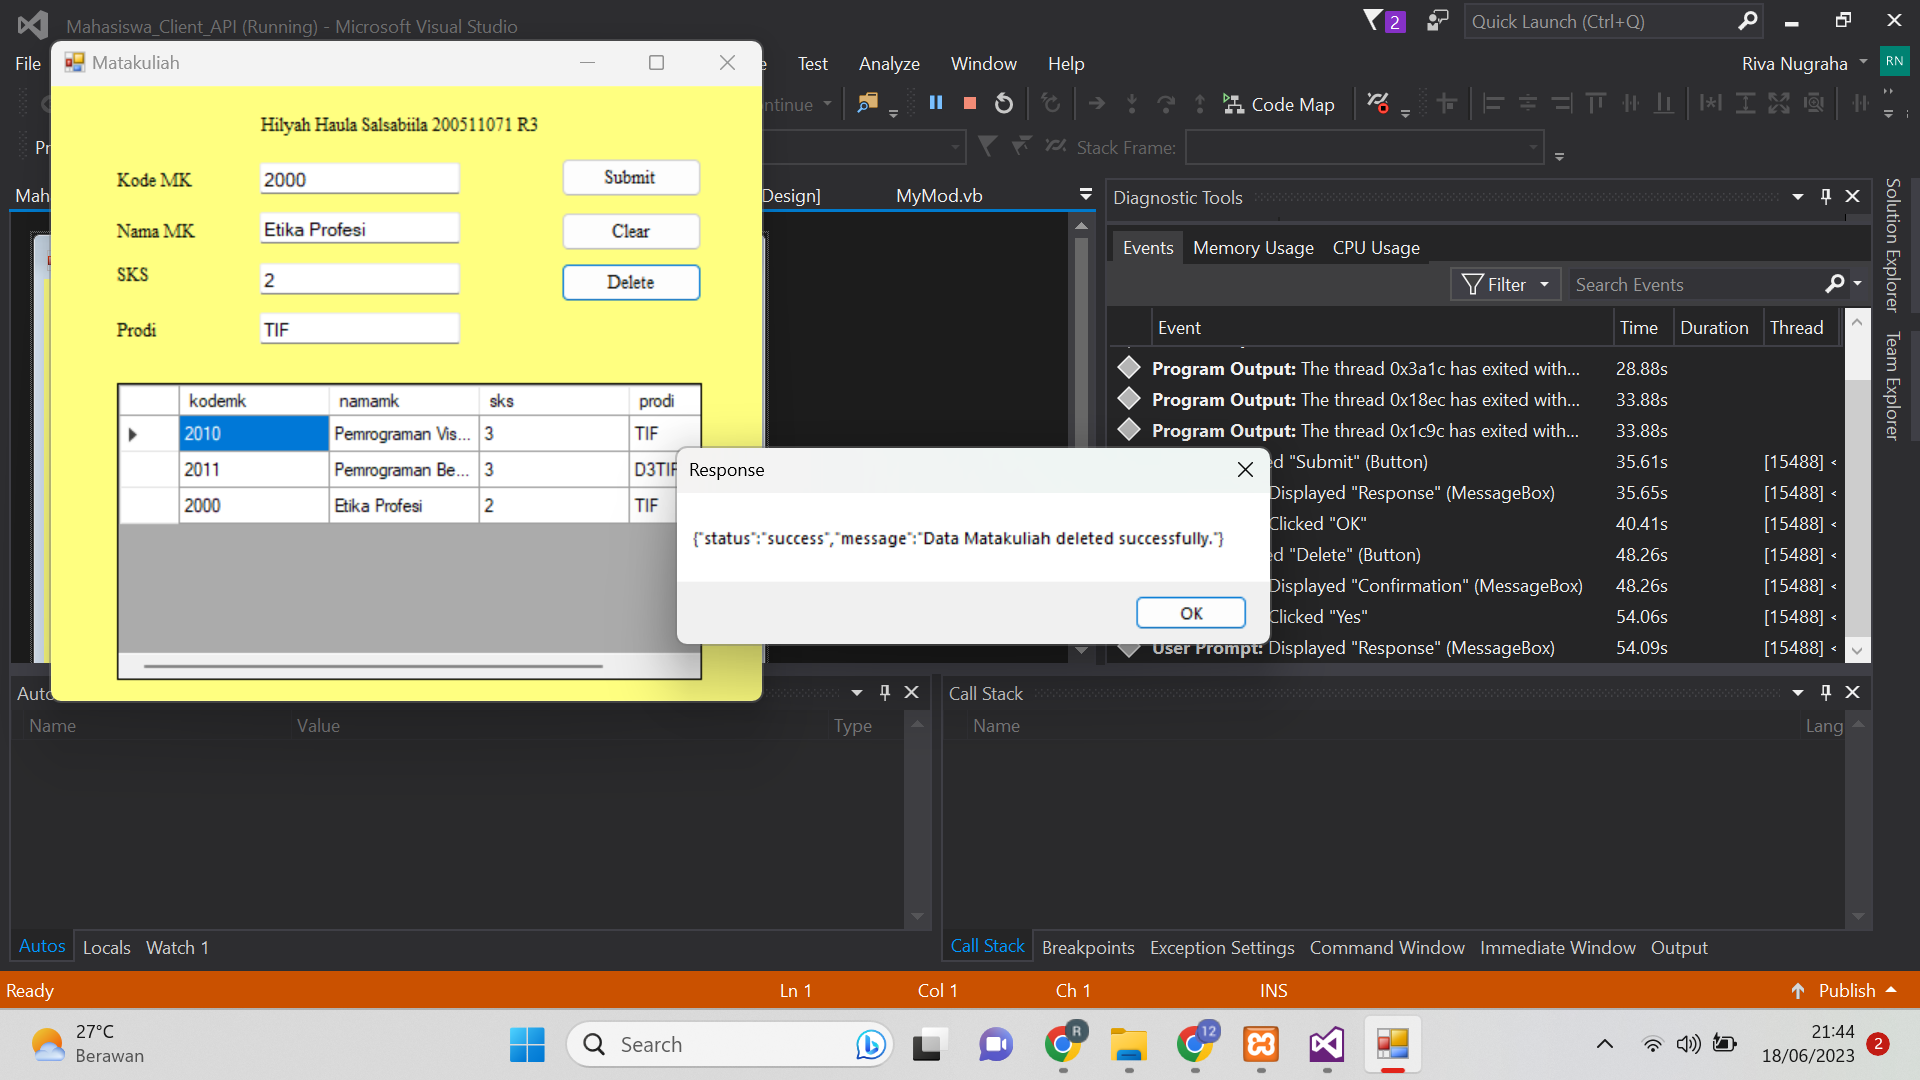 Mahasiswa_Client_API (Running) - Microsoft Visual Studio
2
Quick Launch (Ctrl+Q)
File
Test
Analyze
Window
Help
Riva Nugraha
RN
Code Map
Stack Frame:
Design]
MyMod.vb
Matakuliah
Hilyah Haula Salsabiila 200511071 R3
Kode MK
2000
Submit
Nama MK
Etika Profesi
Clear
SKS
2
Delete
Prodi
TIF
kodemk
namamk
sks
prodi
2010
Pemrograman Vis...
3
TIF
2011
Pemrograman Be...
3
D3TIF
2000
Etika Profesi
2
TIF
Response
{"status":"success","message":"Data Matakuliah deleted successfully."}
OK
Diagnostic Tools
Events
Memory Usage
CPU Usage
Filter
Search Events
Event
Time
Duration
Thread
Program Output: The thread 0x3a1c has exited with...
28.88s
Program Output: The thread 0x18ec has exited with...
33.88s
Program Output: The thread 0x1c9c has exited with...
33.88s
"Submit" (Button)
35.61s
[15488]
Displayed "Response" (MessageBox)
35.65s
[15488]
Clicked "OK"
40.41s
[15488]
"Delete" (Button)
48.26s
[15488]
Displayed "Confirmation" (MessageBox)
48.26s
[15488]
Clicked "Yes"
54.06s
[15488]
User Prompt: Displayed "Response" (MessageBox)
54.09s
[15488]
Solution Explorer
Team Explorer
Name
Value
Type
Call Stack
Name
Lang
Autos
Locals
Watch 1
Call Stack
Breakpoints
Exception Settings
Command Window
Immediate Window
Output
Ready
Ln 1
Col 1
Ch 1
INS
Publish
27°C
Berawan
Search
R
12
21:44
18/06/2023
2